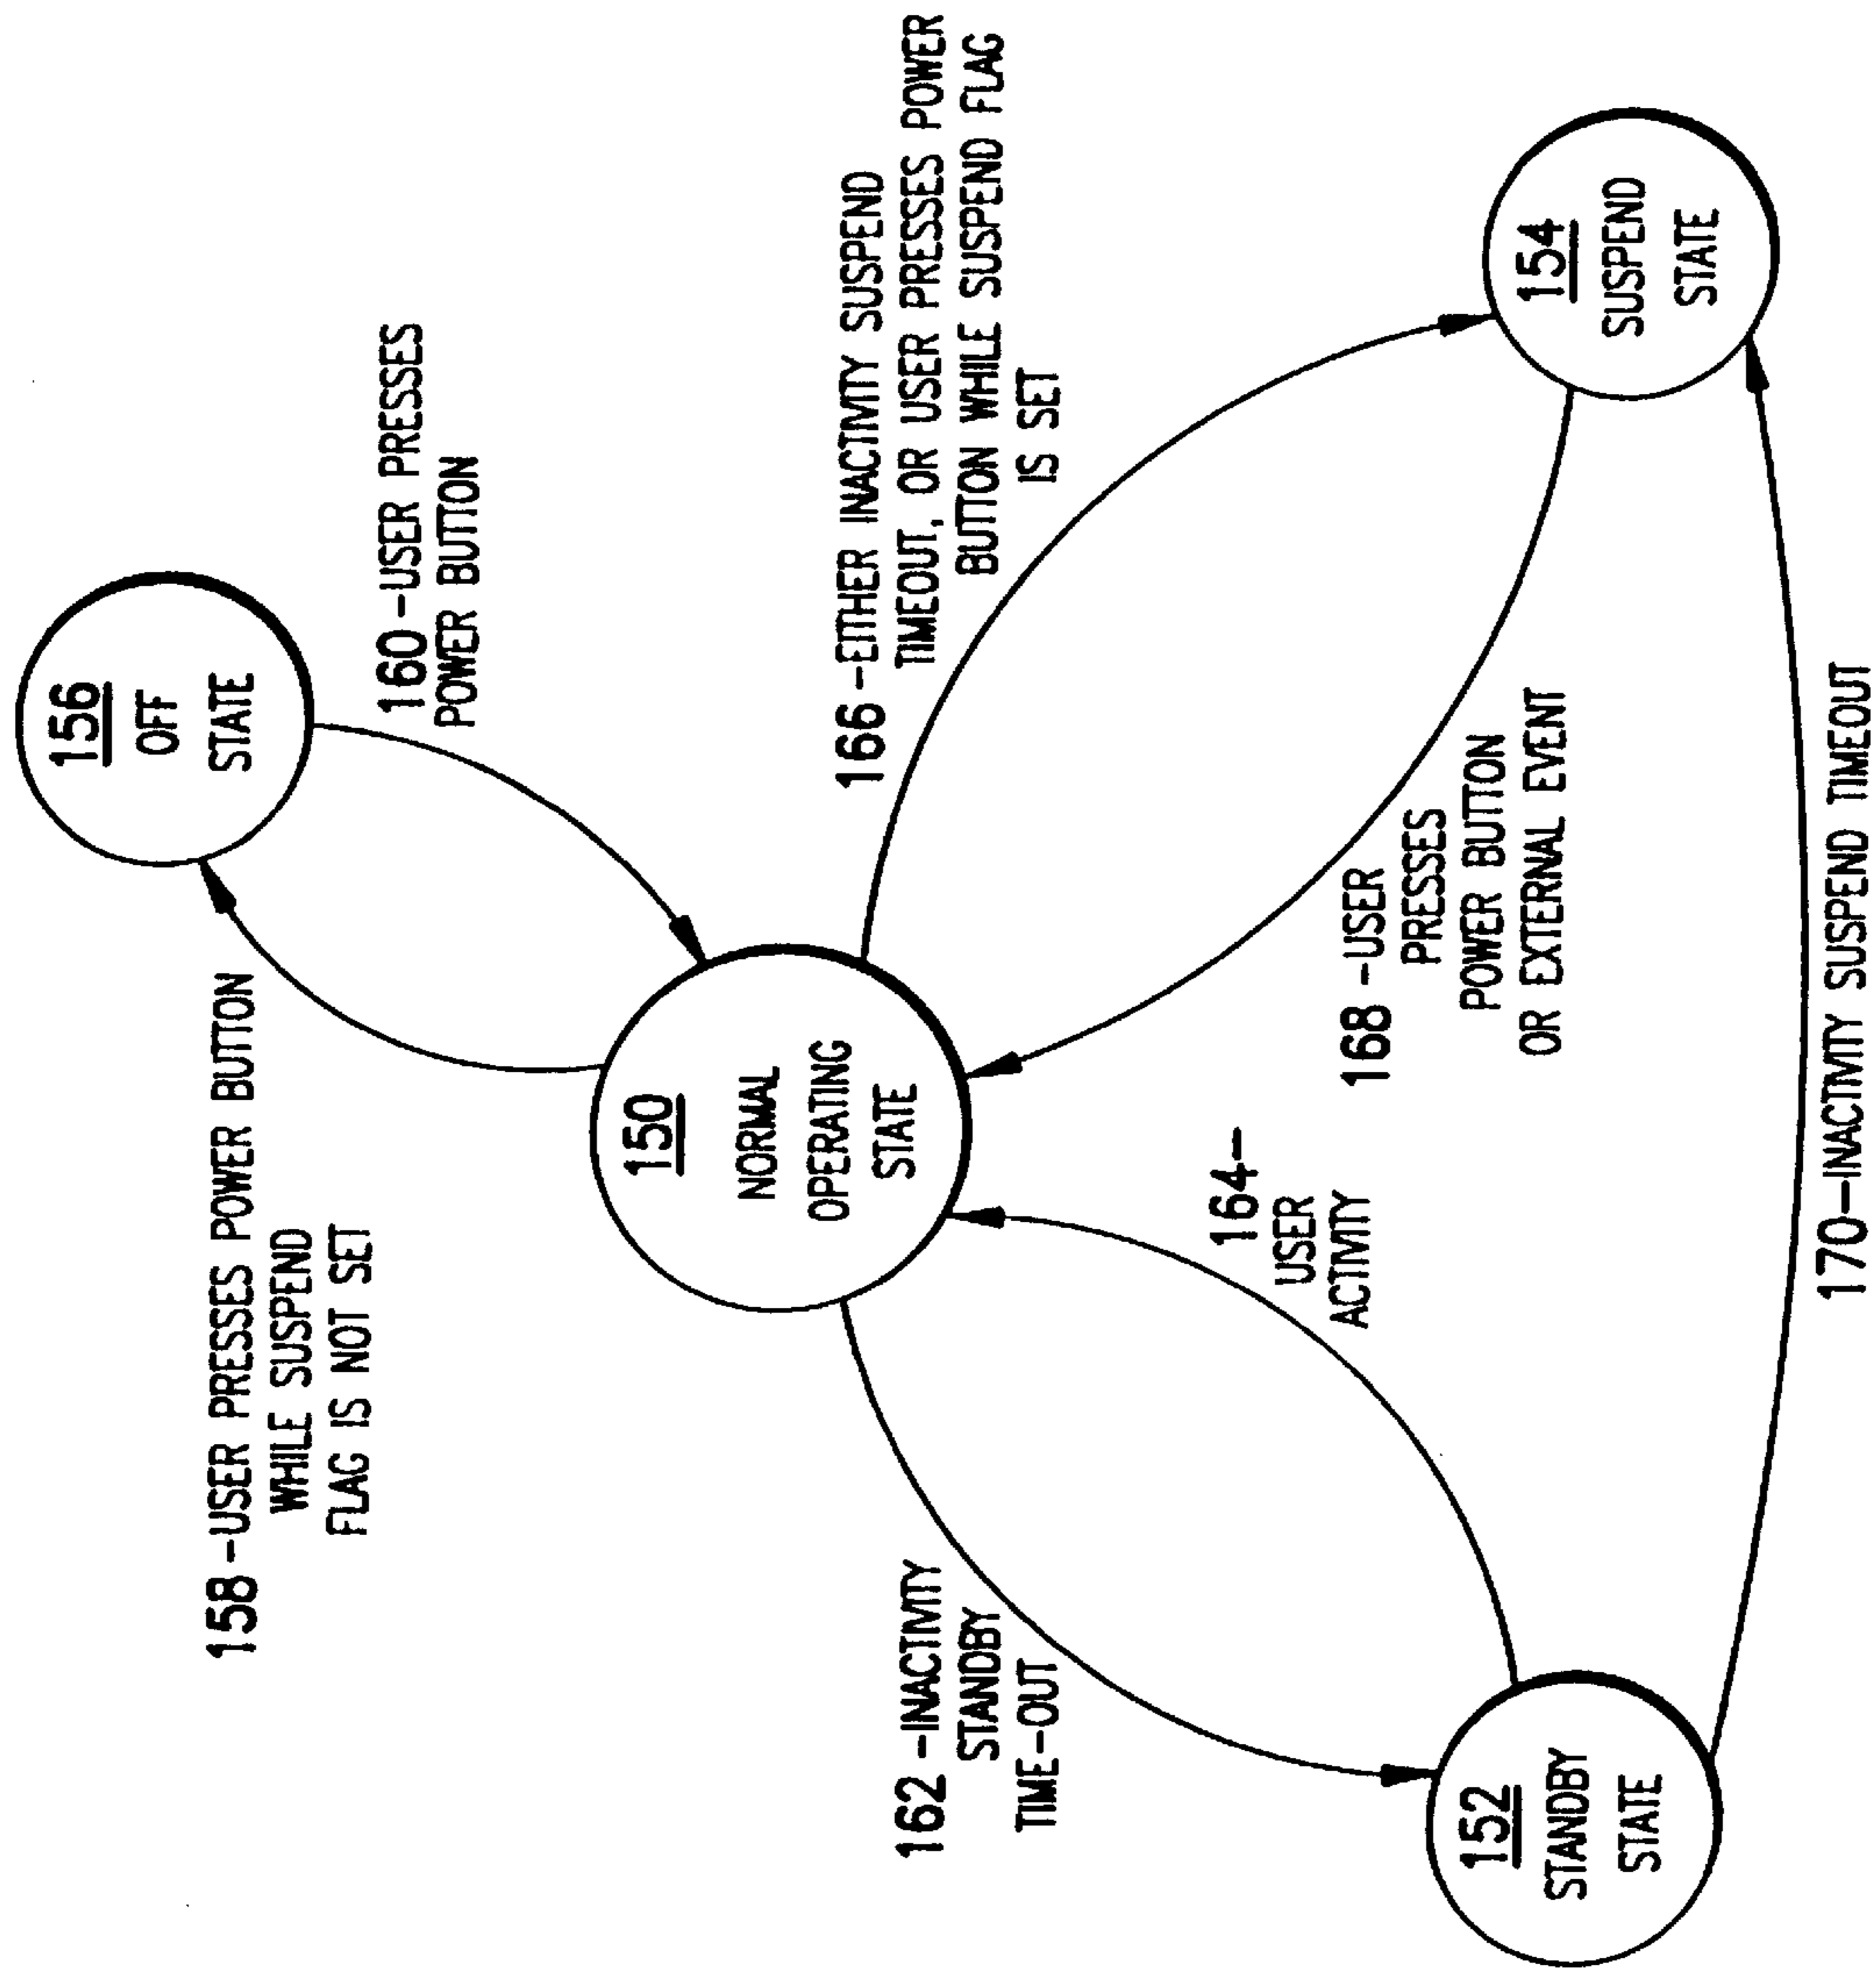 156
OFF
STATE
158-USER PRESSES POWER BUTTON
WHILE SUSPEND
FLAG IS NOT SET
160-USER PRESSES
POWER BUTTON
150
NORMAL
OPERATING
STATE
162-INACTIVITY
STANDBY
TIME-OUT
164-
USER
ACTIVITY
166-EITHER INACTIVITY SUSPEND
TIMEOUT, OR USER PRESSES POWER
BUTTON WHILE SUSPEND FLAG
IS SET
168-USER
PRESSES
POWER BUTTON
OR EXTERNAL EVENT
152
STANDBY
STATE
154
SUSPEND
STATE
170-INACTIVITY SUSPEND TIMEOUT